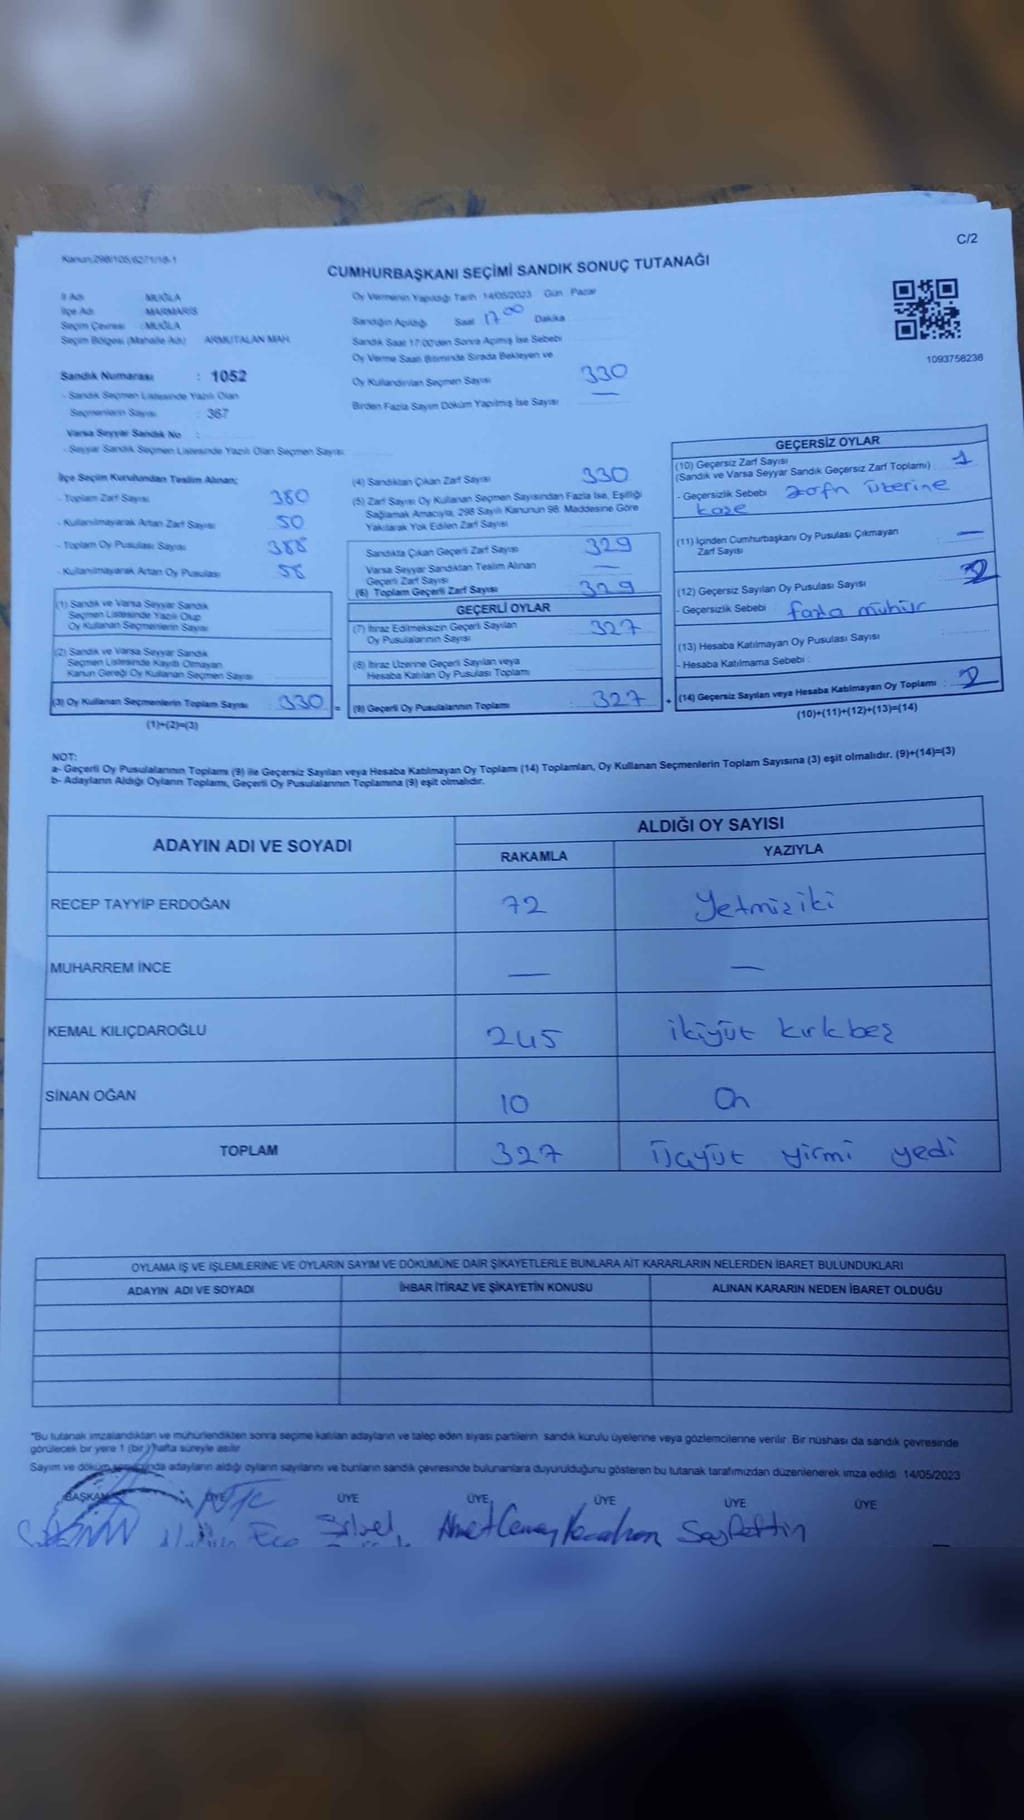 C/2
Kanun:298/105,6271/18-1
CUMHURBAŞKANI SEÇİMİ SANDIK SONUÇ TUTANAĞI
İl Adı : MUĞLA
İlçe Adı : MARMARİS
Seçim Çevresi : MUĞLA
Seçim Bölgesi (Mahalle Adı) : ARMUTALAN MAH.
Sandık Numarası : 1052
- Sandık Seçmen Listesinde Yazılı Olan
Seçmenlerin Sayısı : 367
Varsa Seyyar Sandık No :
- Seyyar Sandık Seçmen Listesinde Yazılı Olan Seçmen Sayısı:
Oy Vermenin Yapıldığı Tarih :14/05/2023 Gün : Pazar
Sandığın Açıldığı Saat 17 00 Dakika
Sandık Saat 17:00'den Sonra Açılmış İse Sebebi
Oy Verme Saati Bitiminde Sırada Bekleyen ve
Oy Kullandırılan Seçmen Sayısı 330
Birden Fazla Sayım Döküm Yapılmış İse Sayısı —
1093758238
İlçe Seçim Kurulundan Teslim Alınan;
- Toplam Zarf Sayısı 380
- Kullanılmayarak Artan Zarf Sayısı 50
- Toplam Oy Pusulası Sayısı 388
- Kullanılmayarak Artan Oy Pusulası 58
(1) Sandık ve Varsa Seyyar Sandık
Seçmen Listesinde Yazılı Olup
Oy Kullanan Seçmenlerin Sayısı
(2) Sandık ve Varsa Seyyar Sandık
Seçmen Listesinde Kayıtlı Olmayan
Kanun Gereği Oy Kullanan Seçmen Sayısı
(3) Oy Kullanan Seçmenlerin Toplam Sayısı : 330 =
(1)+(2)=(3)
(4) Sandıktan Çıkan Zarf Sayısı 330
(5) Zarf Sayısı Oy Kullanan Seçmen Sayısından Fazla İse, Eşitliği
Sağlamak Amacıyla, 298 Sayılı Kanunun 98. Maddesine Göre
Yakılarak Yok Edilen Zarf Sayısı
Sandıkta Çıkan Geçerli Zarf Sayısı 329
Varsa Seyyar Sandıktan Teslim Alınan
Geçerli Zarf Sayısı —
(6) Toplam Geçerli Zarf Sayısı 329
GEÇERLİ OYLAR
(7) İtiraz Edilmeksizin Geçerli Sayılan
Oy Pusulalarının Sayısı : 327
(8) İtiraz Üzerine Geçerli Sayılan veya
Hesaba Katılan Oy Pusulası Toplamı
(9) Geçerli Oy Pusulalarının Toplamı : 327 +
GEÇERSİZ OYLAR
(10) Geçersiz Zarf Sayısı
(Sandık ve Varsa Seyyar Sandık Geçersiz Zarf Toplamı) : 1
- Geçersizlik Sebebi zarfın üzerine
kaşe
(11) İçinden Cumhurbaşkanı Oy Pusulası Çıkmayan
Zarf Sayısı —
(12) Geçersiz Sayılan Oy Pusulası Sayısı 2
- Geçersizlik Sebebi fazla mühür
(13) Hesaba Katılmayan Oy Pusulası Sayısı
- Hesaba Katılmama Sebebi :
(14) Geçersiz Sayılan veya Hesaba Katılmayan Oy Toplamı :
(10)+(11)+(12)+(13)=(14)
NOT:
a- Geçerli Oy Pusulalarının Toplamı (9) ile Geçersiz Sayılan veya Hesaba Katılmayan Oy Toplamı (14) Toplamları, Oy Kullanan Seçmenlerin Toplam Sayısına (3) eşit olmalıdır. (9)+(14)=(3)
b- Adayların Aldığı Oyların Toplamı, Geçerli Oy Pusulalarının Toplamına (9) eşit olmalıdır.
ADAYIN ADI VE SOYADI
ALDIĞI OY SAYISI
RAKAMLA YAZIYLA
RECEP TAYYİP ERDOĞAN 72 Yetmişiki
MUHARREM İNCE — —
KEMAL KILIÇDAROĞLU 245 ikiyüz kırkbeş
SİNAN OĞAN 10 On
TOPLAM 327 Üçyüz yirmi yedi
OYLAMA İŞ VE İŞLEMLERİNE VE OYLARIN SAYIM VE DÖKÜMÜNE DAİR ŞİKAYETLERLE BUNLARA AİT KARARLARIN NELERDEN İBARET BULUNDUKLARI
ADAYIN ADI VE SOYADI İHBAR İTİRAZ VE ŞİKAYETİN KONUSU ALINAN KARARIN NEDEN İBARET OLDUĞU
*Bu tutanak imzalandıktan ve mühürlendikten sonra seçime katılan adayların ve talep eden siyasi partilerin sandık kurulu üyelerine veya gözlemcilerine verilir. Bir nüshası da sandık çevresinde
görülecek bir yere 1 (bir) hafta süreyle asılır
Sayım ve döküm sonucunda adayların aldığı oyların sayılarını ve bunların sandık çevresinde bulunanlara duyurulduğunu gösteren bu tutanak tarafımızdan düzenlenerek imza edildi. 14/05/2023
BAŞKAN ÜYE ÜYE ÜYE ÜYE ÜYE ÜYE